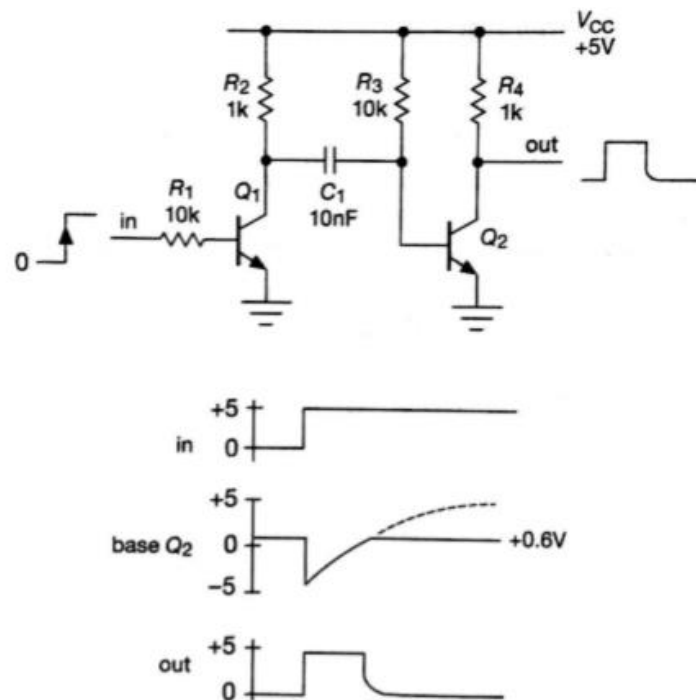 VCC
+5V
R2
1k
R3
10k
R4
1k
out
Q1
C1
10nF
R1
10k
in
0
Q2
+5
in 0
+5
base Q2 0
+0.6V
−5
+5
out 0